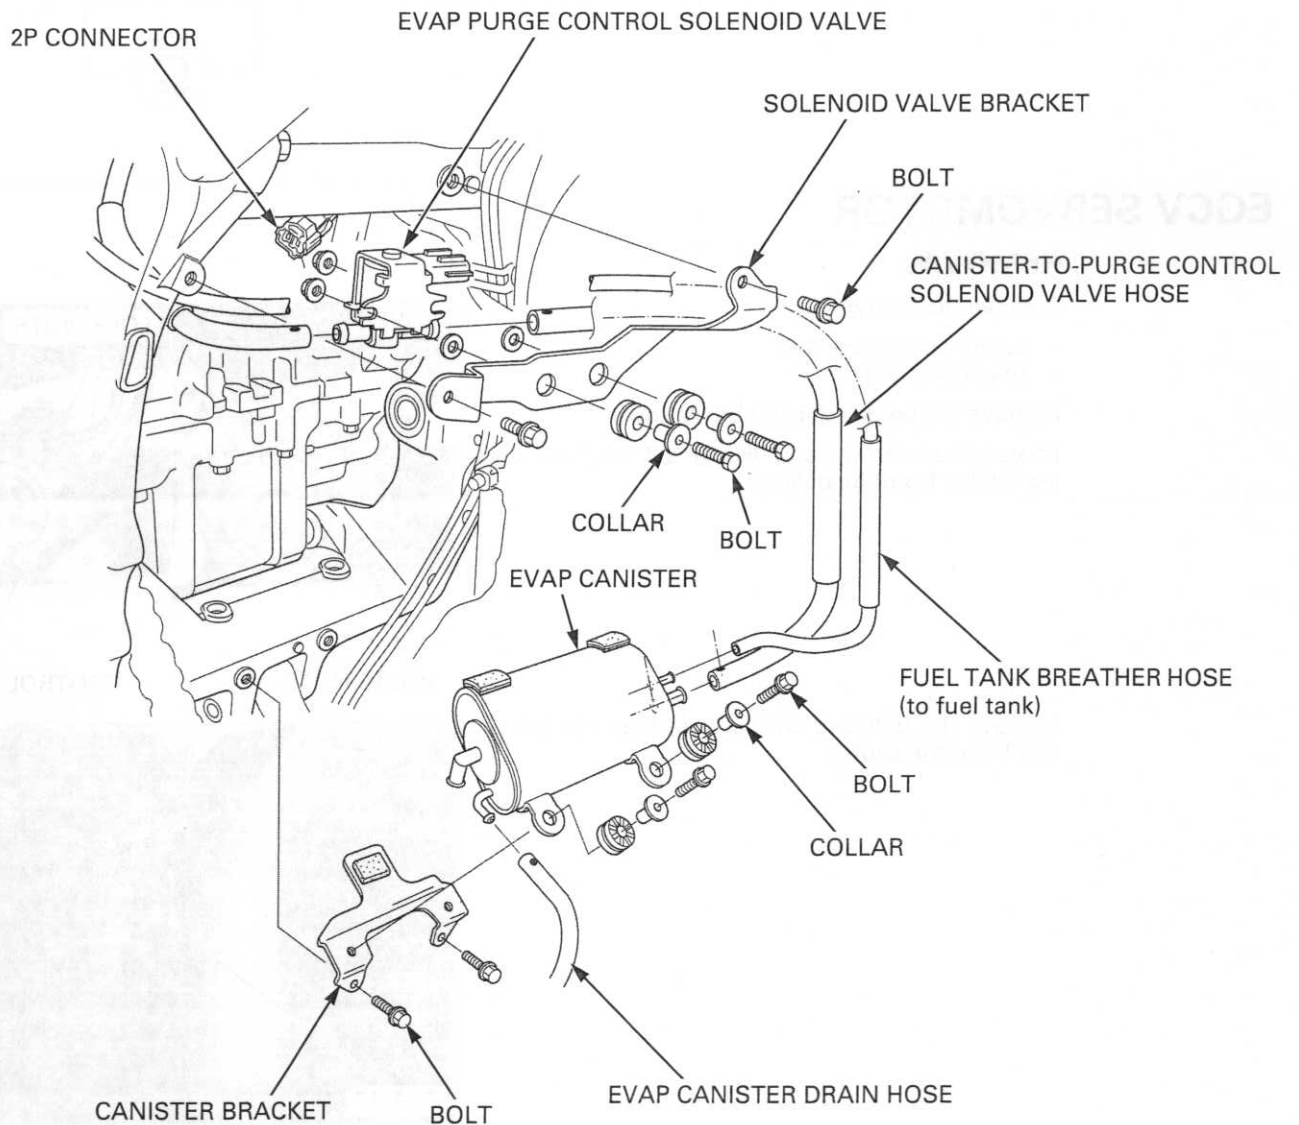 EVAP PURGE CONTROL SOLENOID VALVE
2P CONNECTOR
SOLENOID VALVE BRACKET
BOLT
CANISTER-TO-PURGE CONTROL
SOLENOID VALVE HOSE
COLLAR
BOLT
EVAP CANISTER
FUEL TANK BREATHER HOSE
(to fuel tank)
BOLT
COLLAR
EVAP CANISTER DRAIN HOSE
CANISTER BRACKET
BOLT
EGCV SERVOMOTOR